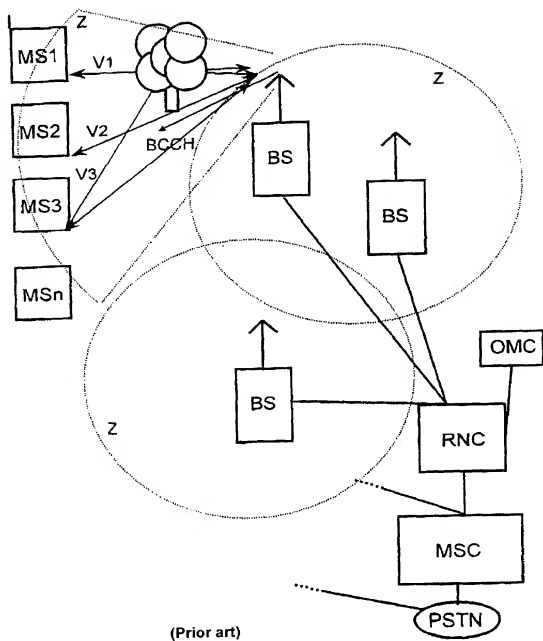 Z
MS1
V1
Z
MS2
V2
BCCH
BS
MS3
V3
BS
MSn
OMC
BS
Z
RNC
MSC
PSTN
(Prior art)